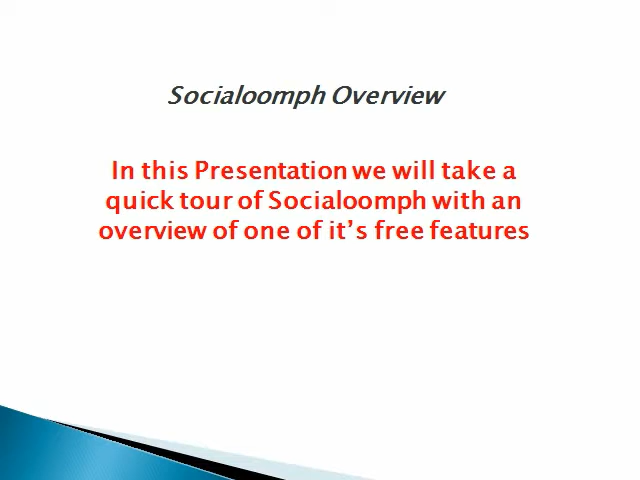 Socialoomph Overview
In this Presentation we will take a
quick tour of Socialoomph with an
overview of one of it’s free features